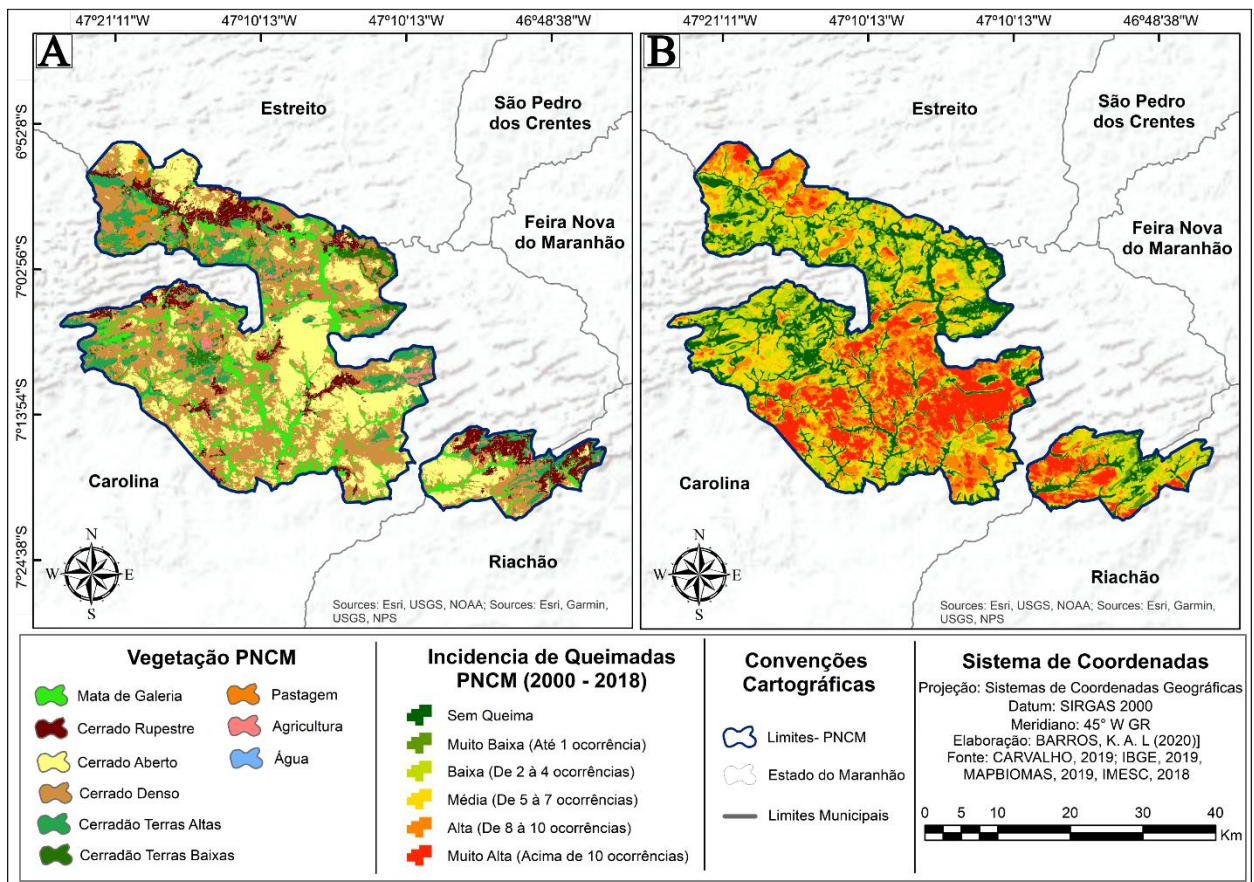 47°21'11"W 47°10'13"W 47°10'13"W 46°48'38"W
47°21'11"W 47°10'13"W 47°10'13"W 46°48'38"W
A
B
6°52'8"S
7°02'56"S
7°13'54"S
7°24'38"S
Estreito
São Pedro
dos Crentes
Feira Nova
do Maranhão
Carolina
Riachão
N
W E
S
Sources: Esri, USGS, NOAA; Sources: Esri, Garmin,
USGS, NPS
Estreito
São Pedro
dos Crentes
Feira Nova
do Maranhão
Carolina
Riachão
N
W E
S
Sources: Esri, USGS, NOAA; Sources: Esri, Garmin,
USGS, NPS
Vegetação PNCM
Mata de Galeria
Cerrado Rupestre
Cerrado Aberto
Cerrado Denso
Cerradão Terras Altas
Cerradão Terras Baixas
Pastagem
Agricultura
Água
Incidencia de Queimadas
PNCM (2000 - 2018)
Sem Queima
Muito Baixa (Até 1 ocorrência)
Baixa (De 2 à 4 ocorrências)
Média (De 5 à 7 ocorrências)
Alta (De 8 à 10 ocorrências)
Muito Alta (Acima de 10 ocorrências)
Convenções
Cartográficas
Limites- PNCM
Estado do Maranhão
Limites Municipais
Sistema de Coordenadas
Projeção: Sistemas de Coordenadas Geográficas
Datum: SIRGAS 2000
Meridiano: 45° W GR
Elaboração: BARROS, K. A. L (2020)]
Fonte: CARVALHO, 2019; IBGE, 2019,
MAPBIOMAS, 2019, IMESC, 2018
0 5 10 20 30 40
Km